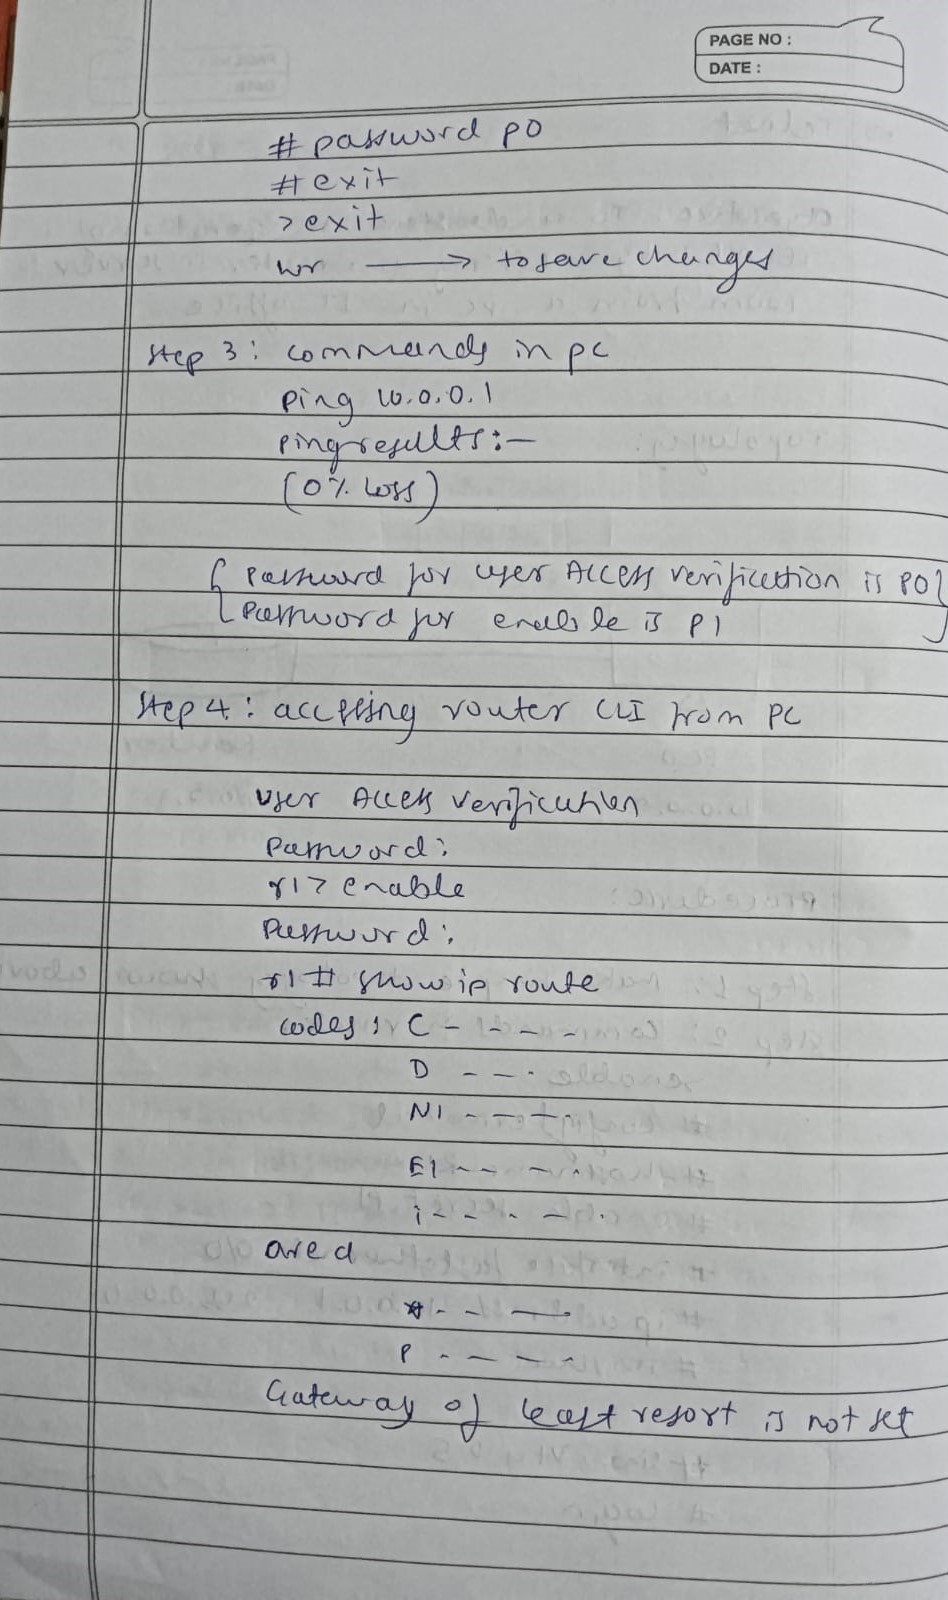 PAGE NO :
DATE :
# password p0
# exit
> exit
wr ⟶ to save changes
Step 3 : commands in pc
ping 10.0.0.1
ping results :-
(0% loss)
{ Password for user Access verification is p0 }
Password for enable is p1
Step 4 : accessing router CLI from PC
User Access verification
Password :
r1> enable
Password :
r1# show ip route
codes : C - - - -
D - - -
N1 - - - -
E1 - - - -
i - - - - -
area
* - - - -
P - - - -
Gateway of last resort is not set